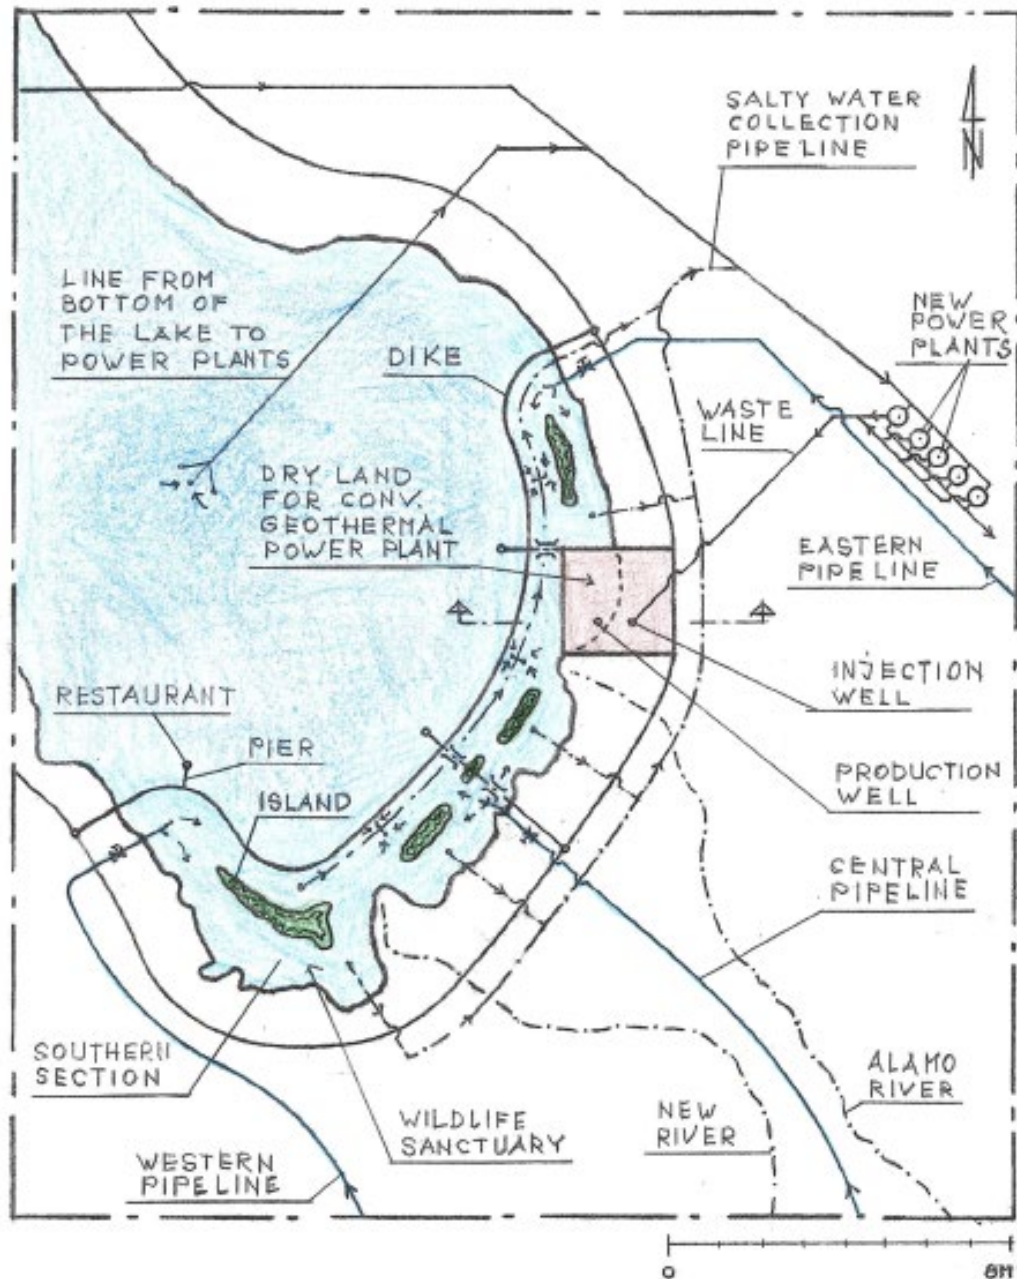 SALTY WATER
COLLECTION
PIPE LINE
N
LINE FROM
BOTTOM OF
THE LAKE TO
POWER PLANTS
DIKE
NEW
POWER
PLANTS
WASTE
LINE
DRY LAND
FOR CONV.
GEOTHERMAL
POWER PLANT
EASTERN
PIPELINE
INJECTION
WELL
RESTAURANT
PIER
ISLAND
PRODUCTION
WELL
CENTRAL
PIPELINE
SOUTHERN
SECTION
WILDLIFE
SANCTUARY
NEW
RIVER
ALAMO
RIVER
WESTERN
PIPELINE
0 8M